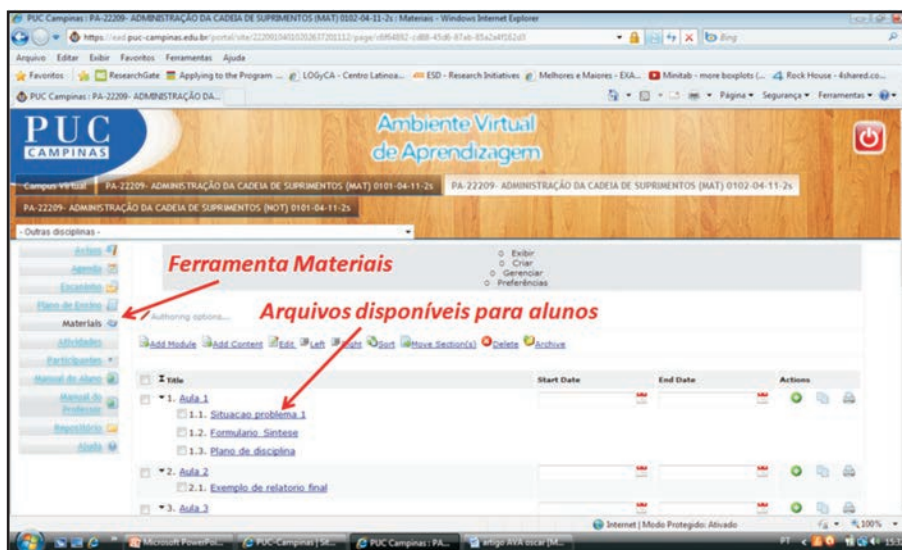 PUC Campinas : PA-22209- ADMINISTRAÇÃO DA CADEIA DE SUPRIMENTOS (MAT) 0102-04-11-2s : Materiais - Windows Internet Explorer
Bing
Arquivo Editar Exibir Favoritos Ferramentas Ajuda
Favoritos ResearchGate Applying to the Program ... LOGyCA - Centro Latinoa... ESD - Research Initiatives Melhores e Maiores - EXA... Minitab - more boxplots (... Rock House - 4shared.co...
PUC Campinas : PA-22209- ADMINISTRAÇÃO DA... Página Segurança Ferramentas
PUC
CAMPINAS
Ambiente Virtual
de Aprendizagem
Campus Virtual PA-22209- ADMINISTRAÇÃO DA CADEIA DE SUPRIMENTOS (MAT) 0101-04-11-2s PA-22209- ADMINISTRAÇÃO DA CADEIA DE SUPRIMENTOS (MAT) 0102-04-11-2s
PA-22209- ADMINISTRAÇÃO DA CADEIA DE SUPRIMENTOS (NOT) 0101-04-11-2s
- Outras disciplinas -
Avisos
Agenda
Escaninho
Plano de Ensino
Materiais
Atividades
Participantes
Manual do Aluno
Manual do
Professor
Repositório
Ajuda
Exibir
Criar
Gerenciar
Preferências
Ferramenta Materiais
Authoring options...
Arquivos disponíveis para alunos
Add Module Add Content Edit Left Right Sort Move Section(s) Delete Archive
Title Start Date End Date Actions
1. Aula 1
1.1. Situacao problema 1
1.2. Formulario Sintese
1.3. Plano de disciplina
2. Aula 2
2.1. Exemplo de relatorio final
3. Aula 3
Internet | Modo Protegido: Ativado 100%
Microsoft PowerPoi... PUC-Campinas | Sit... PUC Campinas : PA... artigo AVA oscar [M... PT 15:32